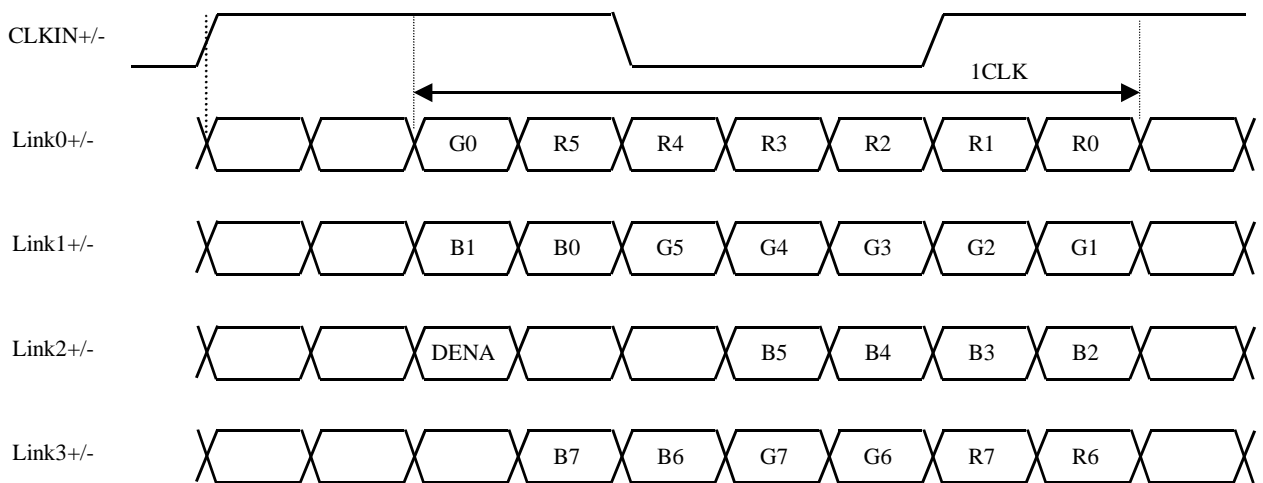 CLKIN+/-
1CLK
Link0+/- G0 R5 R4 R3 R2 R1 R0
Link1+/- B1 B0 G5 G4 G3 G2 G1
Link2+/- DENA B5 B4 B3 B2
Link3+/- B7 B6 G7 G6 R7 R6